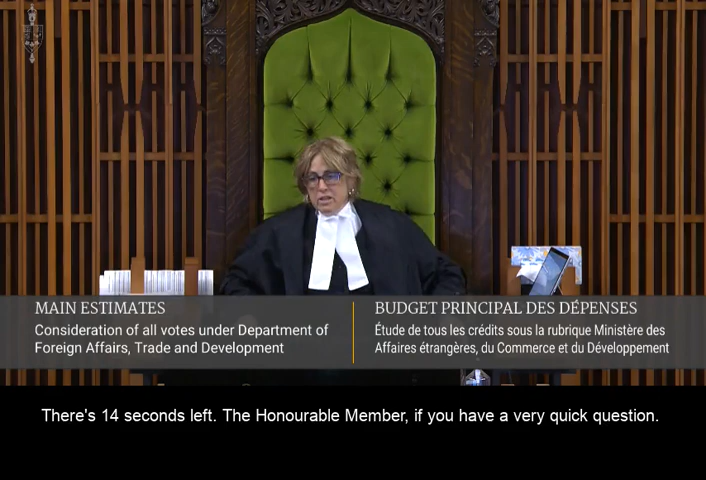 MAIN ESTIMATES
Consideration of all votes under Department of
Foreign Affairs, Trade and Development
BUDGET PRINCIPAL DES DÉPENSES
Étude de tous les crédits sous la rubrique Ministère des
Affaires étrangères, du Commerce et du Développement
There's 14 seconds left. The Honourable Member, if you have a very quick question.